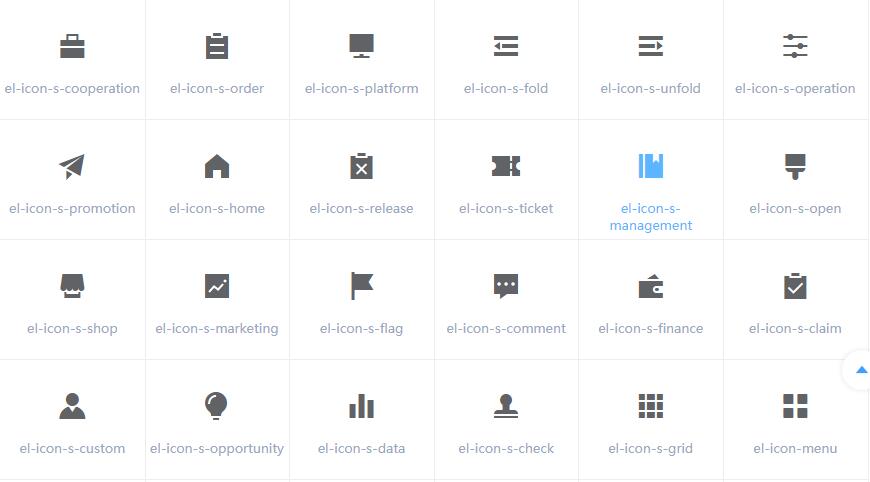 el-icon-s-cooperation
el-icon-s-order
el-icon-s-platform
el-icon-s-fold
el-icon-s-unfold
el-icon-s-operation
el-icon-s-promotion
el-icon-s-home
el-icon-s-release
el-icon-s-ticket
el-icon-s-
management
el-icon-s-open
el-icon-s-shop
el-icon-s-marketing
el-icon-s-flag
el-icon-s-comment
el-icon-s-finance
el-icon-s-claim
el-icon-s-custom
el-icon-s-opportunity
el-icon-s-data
el-icon-s-check
el-icon-s-grid
el-icon-menu